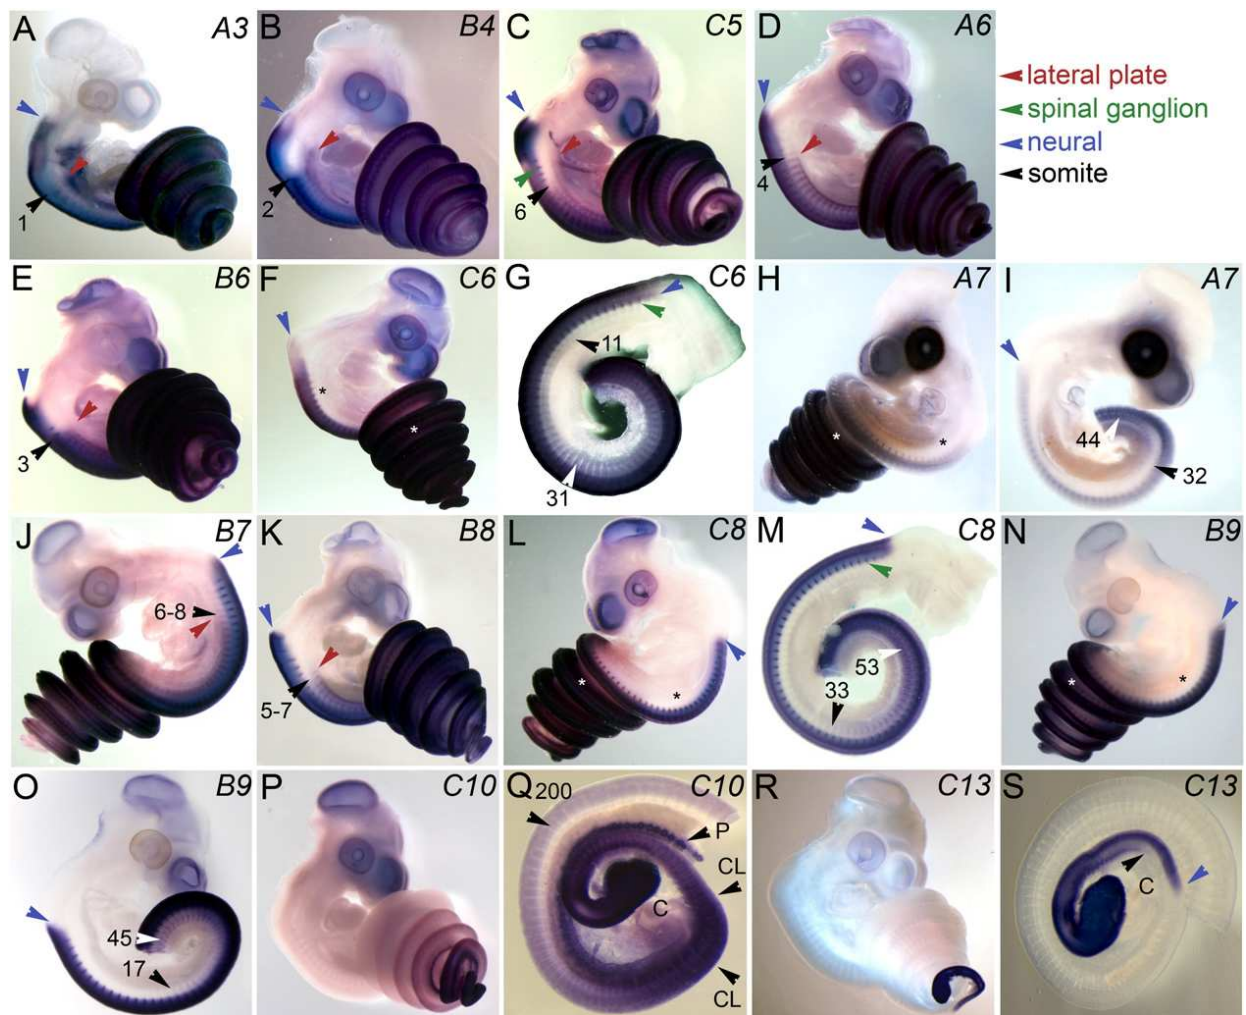 A A3 B B4 C C5 D A6
lateral plate
spinal ganglion
neural
somite
1 2 6 4
E B6 F C6 G C6 H A7 I A7
* 11 * *
3 * 44 32
31
J B7 K B8 L C8 M C8 N B9
6-8 * * 53 * *
5-7 33
O B9 P C10 Q 200 C10 R C13 S C13
P
CL
45 C C
17
CL